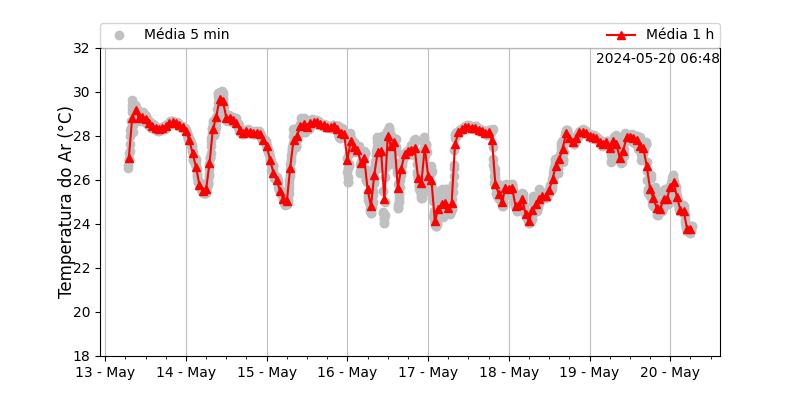 Média 5 min
Média 1 h
2024-05-20 06:48
Temperatura do Ar (°C)
32
30
28
26
24
22
20
18
13 - May
14 - May
15 - May
16 - May
17 - May
18 - May
19 - May
20 - May